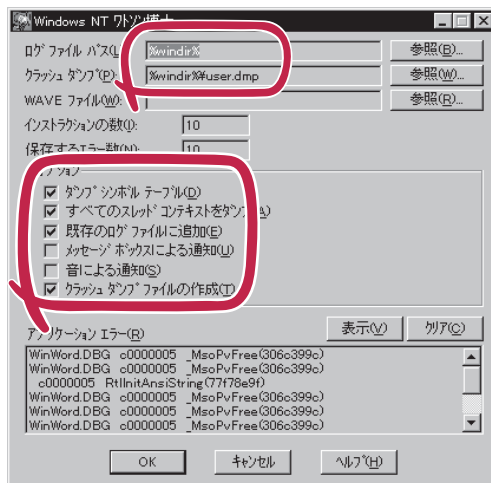 Windows NT ワトソン博士
ログ ファイル パス(L): %windir% 参照(B)...
クラッシュ ダンプ(P): %windir%¥user.dmp 参照(W)...
WAVE ファイル(W): 参照(R)...
インストラクションの数(I): 10
保存するエラー数(N): 10
オプション
ダンプ シンボル テーブル(D)
すべてのスレッド コンテキストをダンプ(A)
既存のログ ファイルに追加(E)
メッセージ ボックスによる通知(U)
音による通知(S)
クラッシュ ダンプ ファイルの作成(T)
アプリケーション エラー(R) 表示(V) クリア(C)
WinWord.DBG c0000005 _MsoPvFree(306c399c)
WinWord.DBG c0000005 _MsoPvFree(306c399c)
c0000005 RtlInitAnsiString(77f78e9f)
WinWord.DBG c0000005 _MsoPvFree(306c399c)
WinWord.DBG c0000005 _MsoPvFree(306c399c)
WinWord.DBG c0000005 _MsoPvFree(306c399c)
OK キャンセル ヘルプ(H)